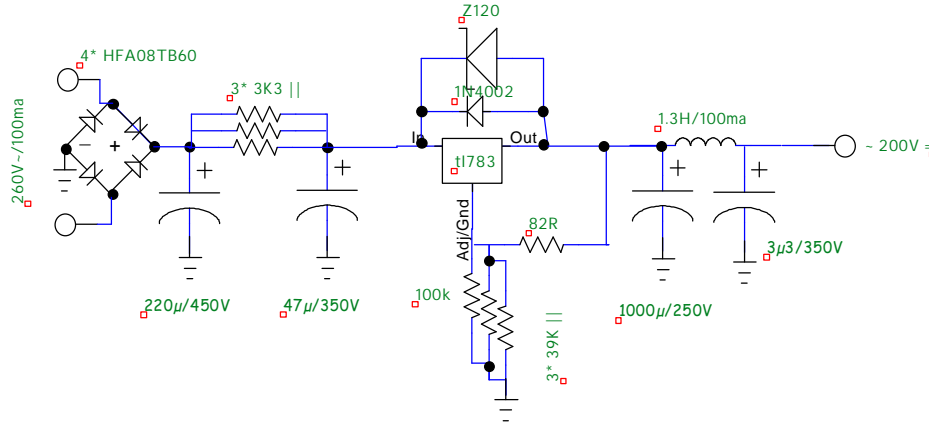 Z120
4* HFA08TB60
3* 3K3 ||
1N4002
1.3H/100ma
In
Out
+
+
+
+
+
−
tl783
~ 200V =
260V~/100ma
Adj/Gnd
82R
3µ3/350V
100k
220µ/450V
47µ/350V
1000µ/250V
3* 39K ||